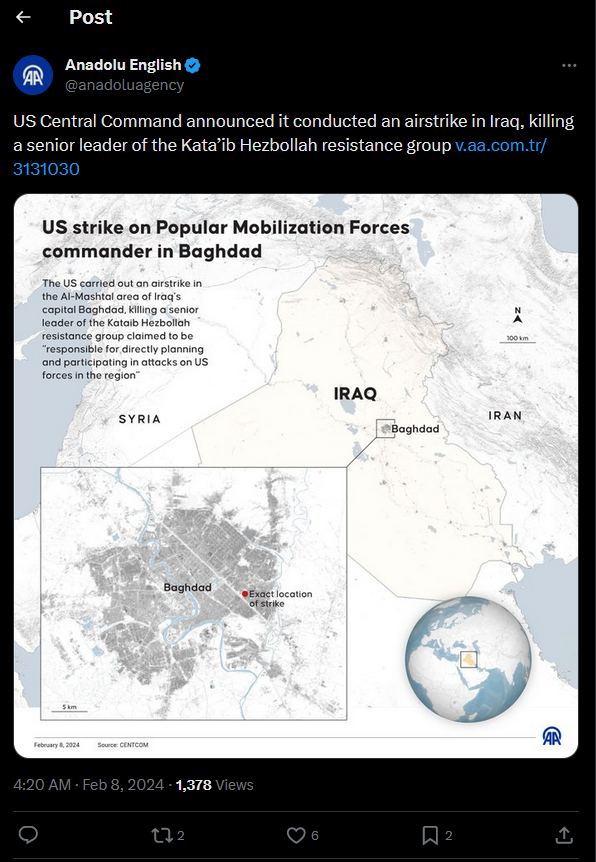 Post
Anadolu English
@anadoluagency
US Central Command announced it conducted an airstrike in Iraq, killing
a senior leader of the Kata’ib Hezbollah resistance group v.aa.com.tr/
3131030
US strike on Popular Mobilization Forces
commander in Baghdad
The US carried out an airstrike in
the Al-Mashtal area of Iraq's
capital Baghdad, killing a senior
leader of the Kataib Hezbollah
resistance group claimed to be
"responsible for directly planning
and participating in attacks on US
forces in the region"
N
100 km
IRAQ
SYRIA
IRAN
Baghdad
Baghdad
Exact location
of strike
5 km
February 8, 2024 Source: CENTCOM
AA
4:20 AM · Feb 8, 2024 · 1,378 Views
2 6 2